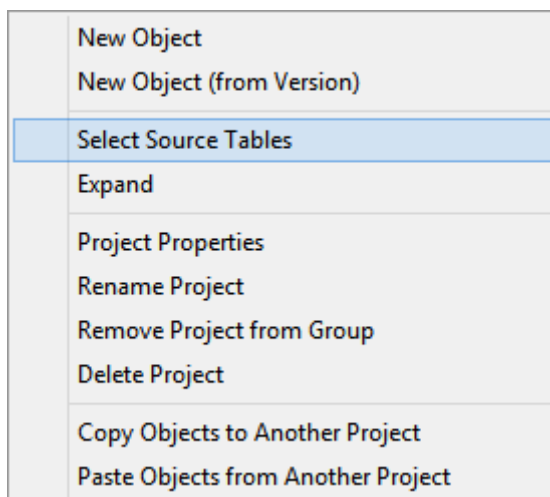 New Object
New Object (from Version)
Select Source Tables
Expand
Project Properties
Rename Project
Remove Project from Group
Delete Project
Copy Objects to Another Project
Paste Objects from Another Project